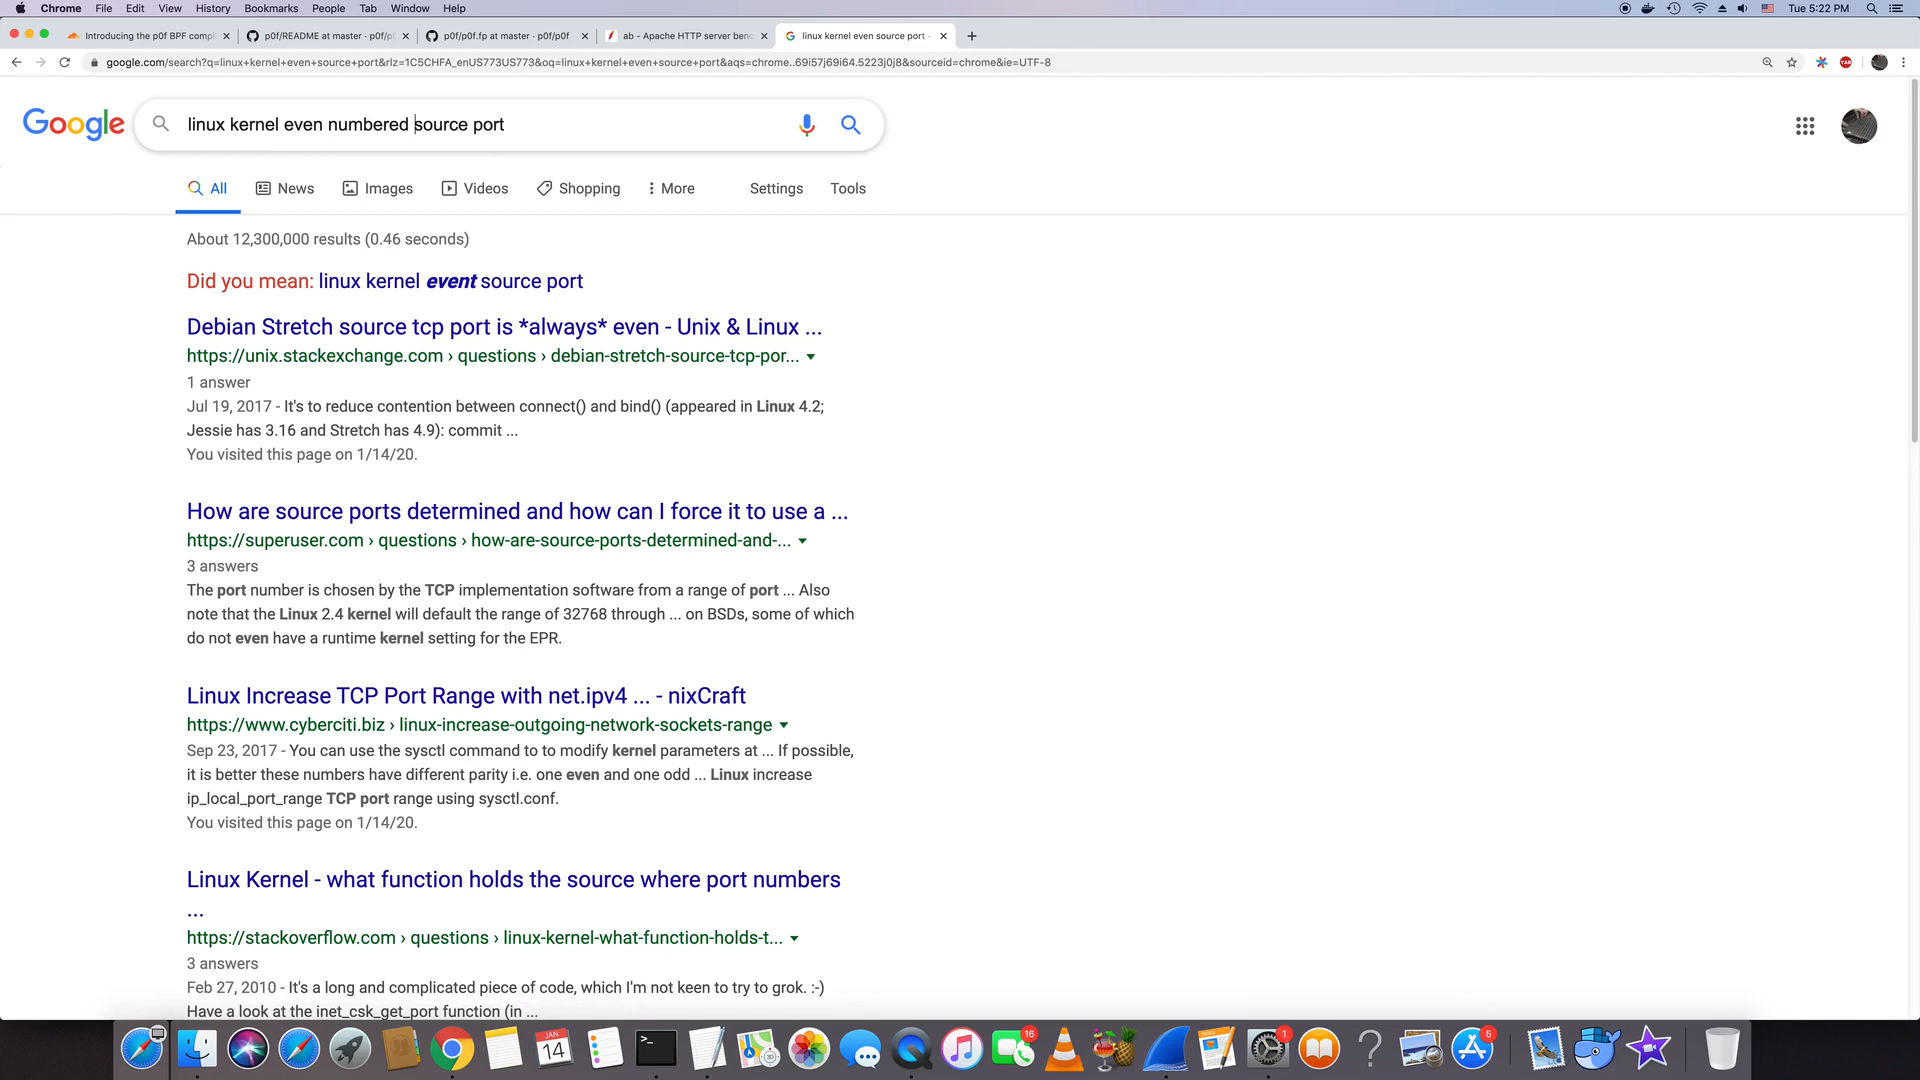 Chrome File Edit View History Bookmarks People Tab Window Help Tue 5:22 PM
Introducing the p0f BPF comp p0f/README at master · p0f/p p0f/p0f.fp at master · p0f/p0f ab - Apache HTTP server benc linux kernel even source port -
google.com/search?q=linux+kernel+even+source+port&rlz=1C5CHFA_enUS773US773&oq=linux+kernel+even+source+port&aqs=chrome..69i57j69i64.5223j0j8&sourceid=chrome&ie=UTF-8
Google linux kernel even numbered source port
All News Images Videos Shopping More Settings Tools
About 12,300,000 results (0.46 seconds)
Did you mean: linux kernel event source port
Debian Stretch source tcp port is *always* even - Unix & Linux ...
https://unix.stackexchange.com › questions › debian-stretch-source-tcp-por...
1 answer
Jul 19, 2017 - It's to reduce contention between connect() and bind() (appeared in Linux 4.2;
Jessie has 3.16 and Stretch has 4.9): commit ...
You visited this page on 1/14/20.
How are source ports determined and how can I force it to use a ...
https://superuser.com › questions › how-are-source-ports-determined-and-...
3 answers
The port number is chosen by the TCP implementation software from a range of port ... Also
note that the Linux 2.4 kernel will default the range of 32768 through ... on BSDs, some of which
do not even have a runtime kernel setting for the EPR.
Linux Increase TCP Port Range with net.ipv4 ... - nixCraft
https://www.cyberciti.biz › linux-increase-outgoing-network-sockets-range
Sep 23, 2017 - You can use the sysctl command to to modify kernel parameters at ... If possible,
it is better these numbers have different parity i.e. one even and one odd ... Linux increase
ip_local_port_range TCP port range using sysctl.conf.
You visited this page on 1/14/20.
Linux Kernel - what function holds the source where port numbers
...
https://stackoverflow.com › questions › linux-kernel-what-function-holds-t...
3 answers
Feb 27, 2010 - It's a long and complicated piece of code, which I'm not keen to try to grok. :-)
Have a look at the inet_csk_get_port function (in ...
JAN
14
3D
16
1
5